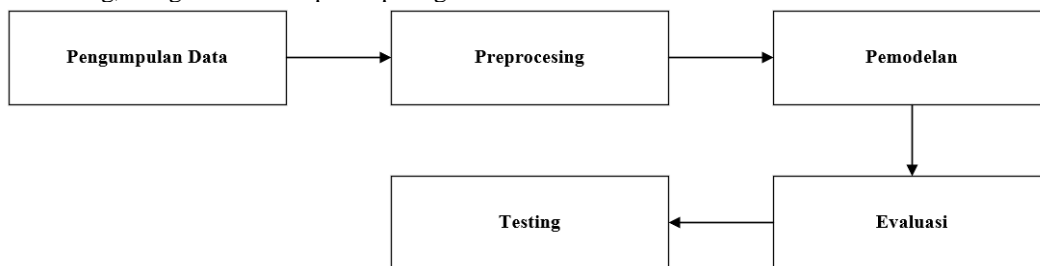 Pengumpulan Data
Preprocesing
Pemodelan
Testing
Evaluasi